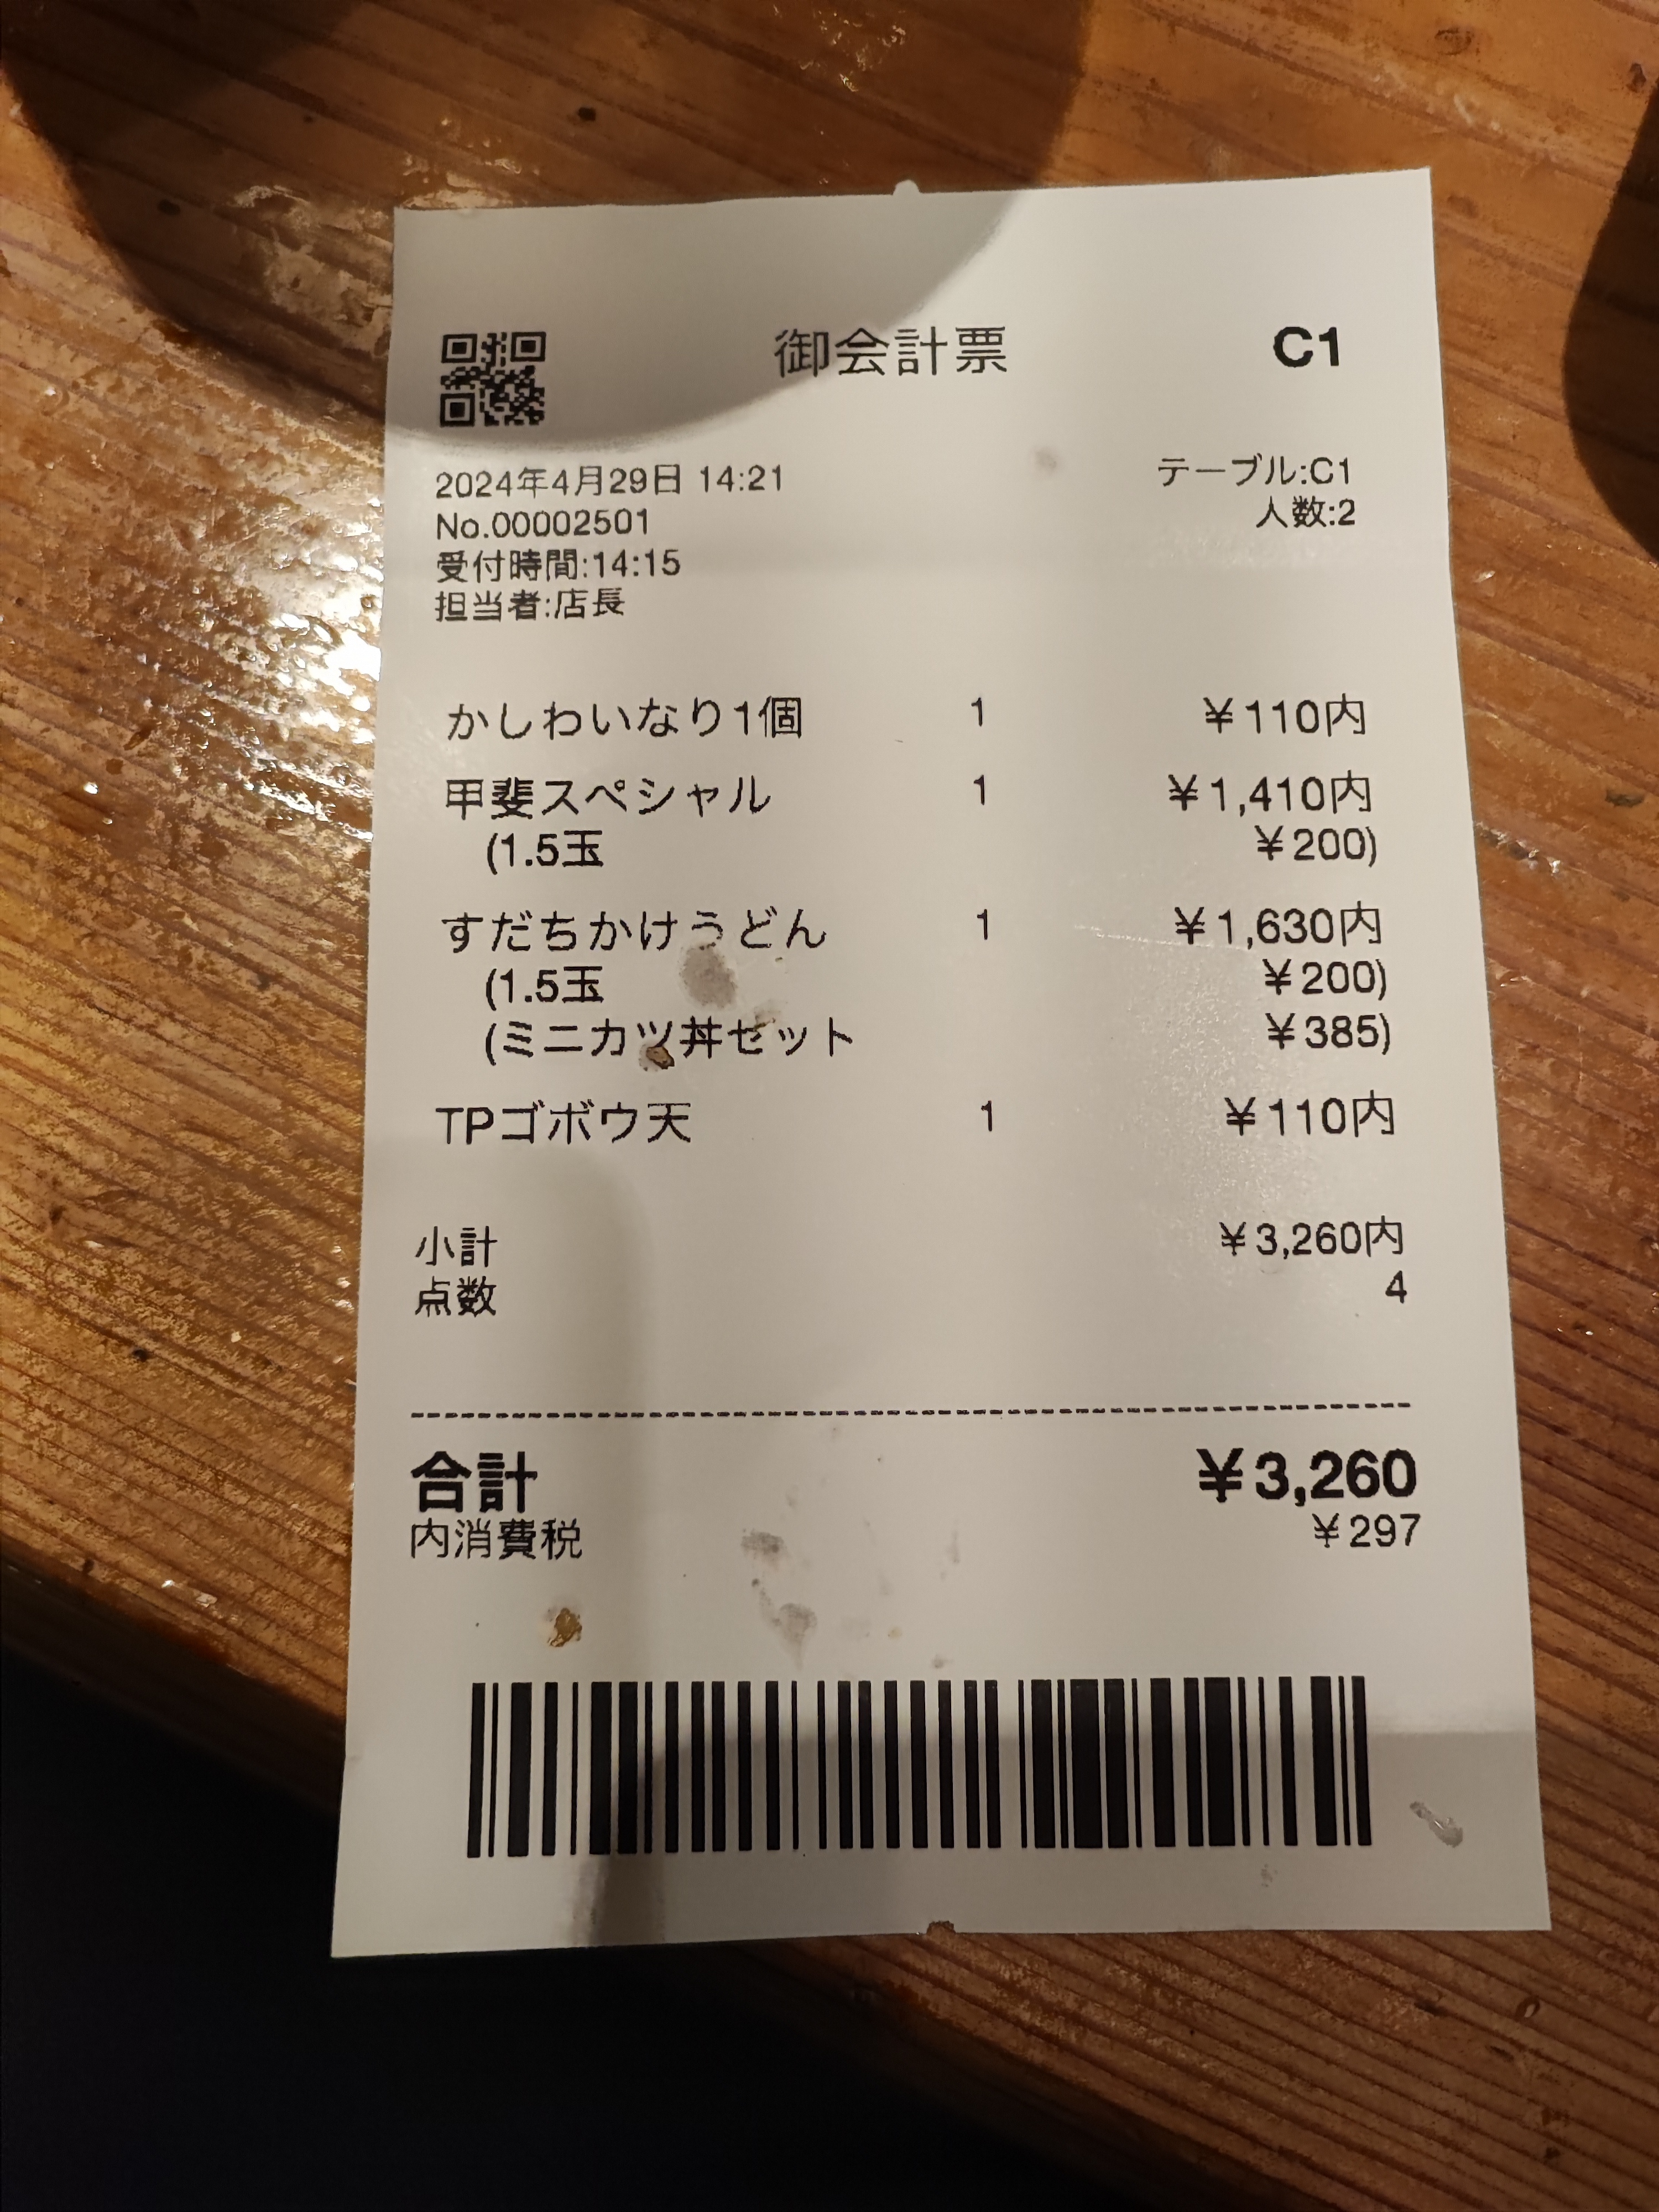 御会計票 C1
2024年4月29日 14:21 テーブル:C1
No.00002501 人数:2
受付時間:14:15
担当者:店長
かしわいなり1個 1 ¥110内
甲斐スペシャル 1 ¥1,410内
(1.5玉 ¥200)
すだちかけうどん 1 ¥1,630内
(1.5玉 ¥200)
(ミニカツ丼セット ¥385)
TPゴボウ天 1 ¥110内
小計 ¥3,260内
点数 4
合計 ¥3,260
内消費税 ¥297